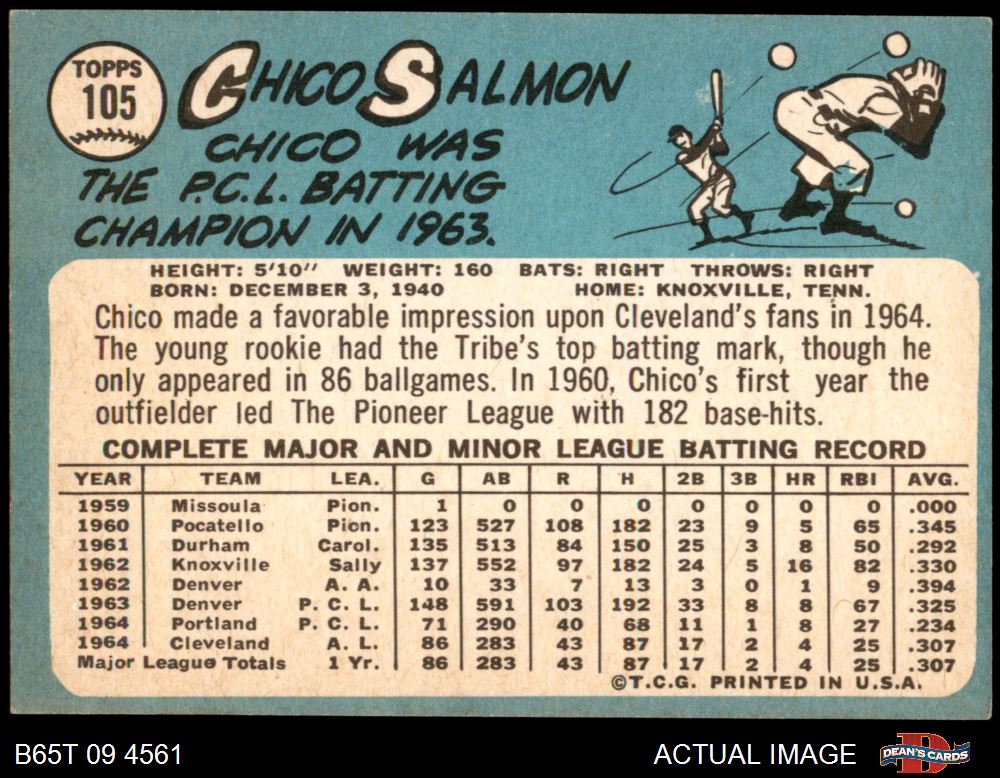 TOPPS
105
CHICO SALMON
CHICO WAS
THE P.C.L. BATTING
CHAMPION IN 1963.
HEIGHT: 5'10" WEIGHT: 160 BATS: RIGHT THROWS: RIGHT
BORN: DECEMBER 3, 1940 HOME: KNOXVILLE, TENN.
Chico made a favorable impression upon Cleveland's fans in 1964.
The young rookie had the Tribe's top batting mark, though he
only appeared in 86 ballgames. In 1960, Chico's first year the
outfielder led The Pioneer League with 182 base-hits.
COMPLETE MAJOR AND MINOR LEAGUE BATTING RECORD
YEAR TEAM LEA. G AB R H 2B 3B HR RBI AVG.
1959 Missoula Pion. 1 0 0 0 0 0 0 0 .000
1960 Pocatello Pion. 123 527 108 182 23 9 5 65 .345
1961 Durham Carol. 135 513 84 150 25 3 8 50 .292
1962 Knoxville Sally 137 552 97 182 24 5 16 82 .330
1962 Denver A. A. 10 33 7 13 3 0 1 9 .394
1963 Denver P. C. L. 148 591 103 192 33 8 8 67 .325
1964 Portland P. C. L. 71 290 40 68 11 1 8 27 .234
1964 Cleveland A. L. 86 283 43 87 17 2 4 25 .307
Major League Totals 1 Yr. 86 283 43 87 17 2 4 25 .307
©T.C.G. PRINTED IN U.S.A.
B65T 09 4561 ACTUAL IMAGE DEAN'S CARDS